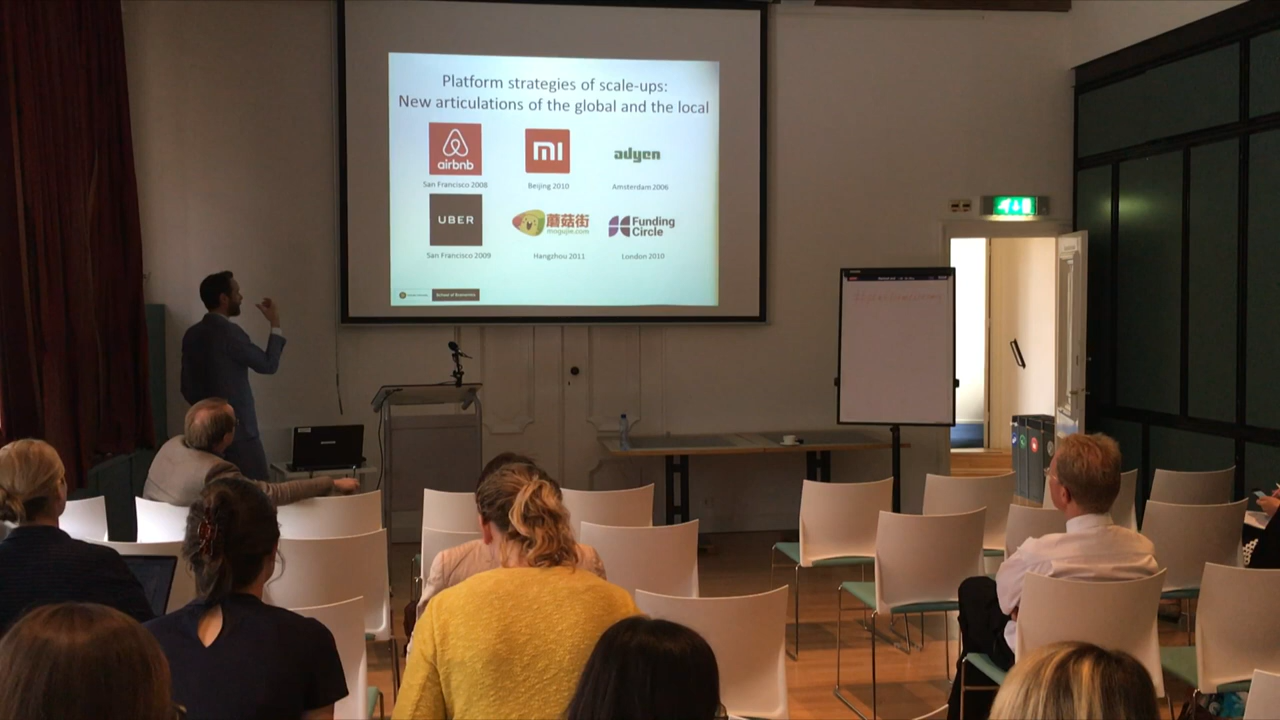 Platform strategies of scale-ups:
New articulations of the global and the local
airbnb
mi
adyen
San Francisco 2008
Beijing 2010
Amsterdam 2006
UBER
蘑菇街
mogujie.com
Funding
Circle
San Francisco 2009
Hangzhou 2011
London 2010
School of Economics